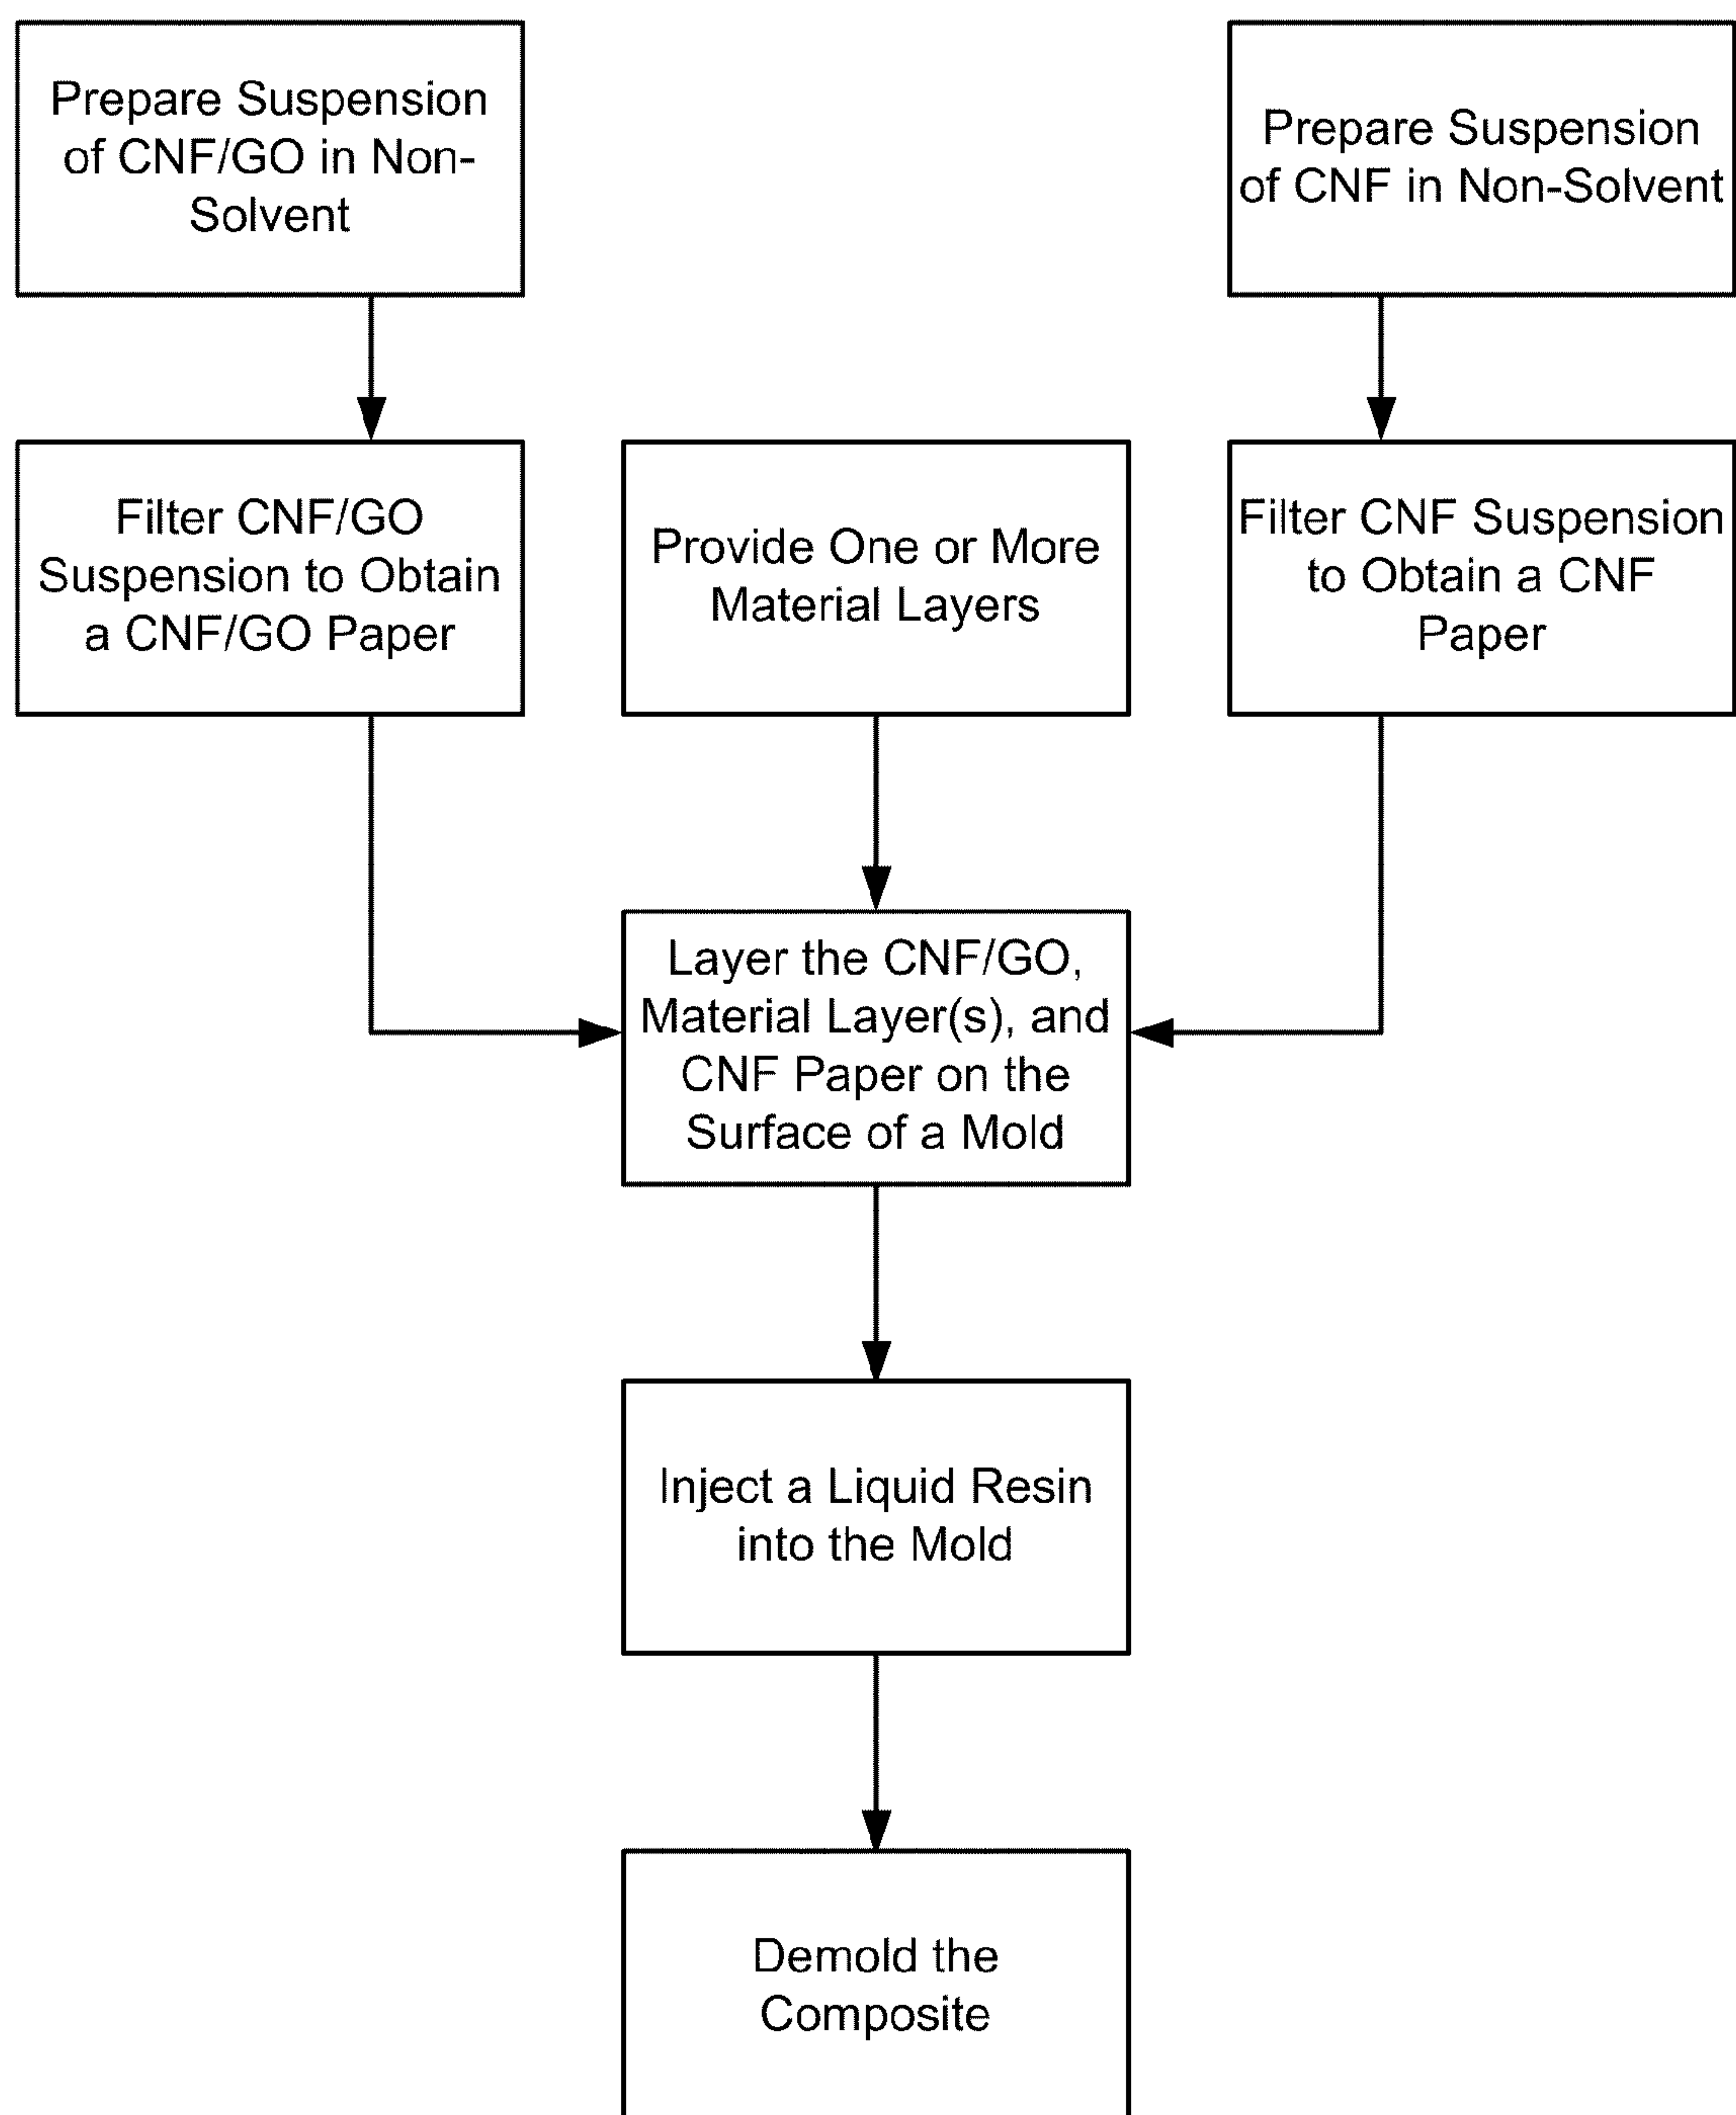 Prepare Suspension
of CNF/GO in Non-
Solvent
Prepare Suspension
of CNF in Non-Solvent
Filter CNF/GO
Suspension to Obtain
a CNF/GO Paper
Provide One or More
Material Layers
Filter CNF Suspension
to Obtain a CNF
Paper
Layer the CNF/GO,
Material Layer(s), and
CNF Paper on the
Surface of a Mold
Inject a Liquid Resin
into the Mold
Demold the
Composite